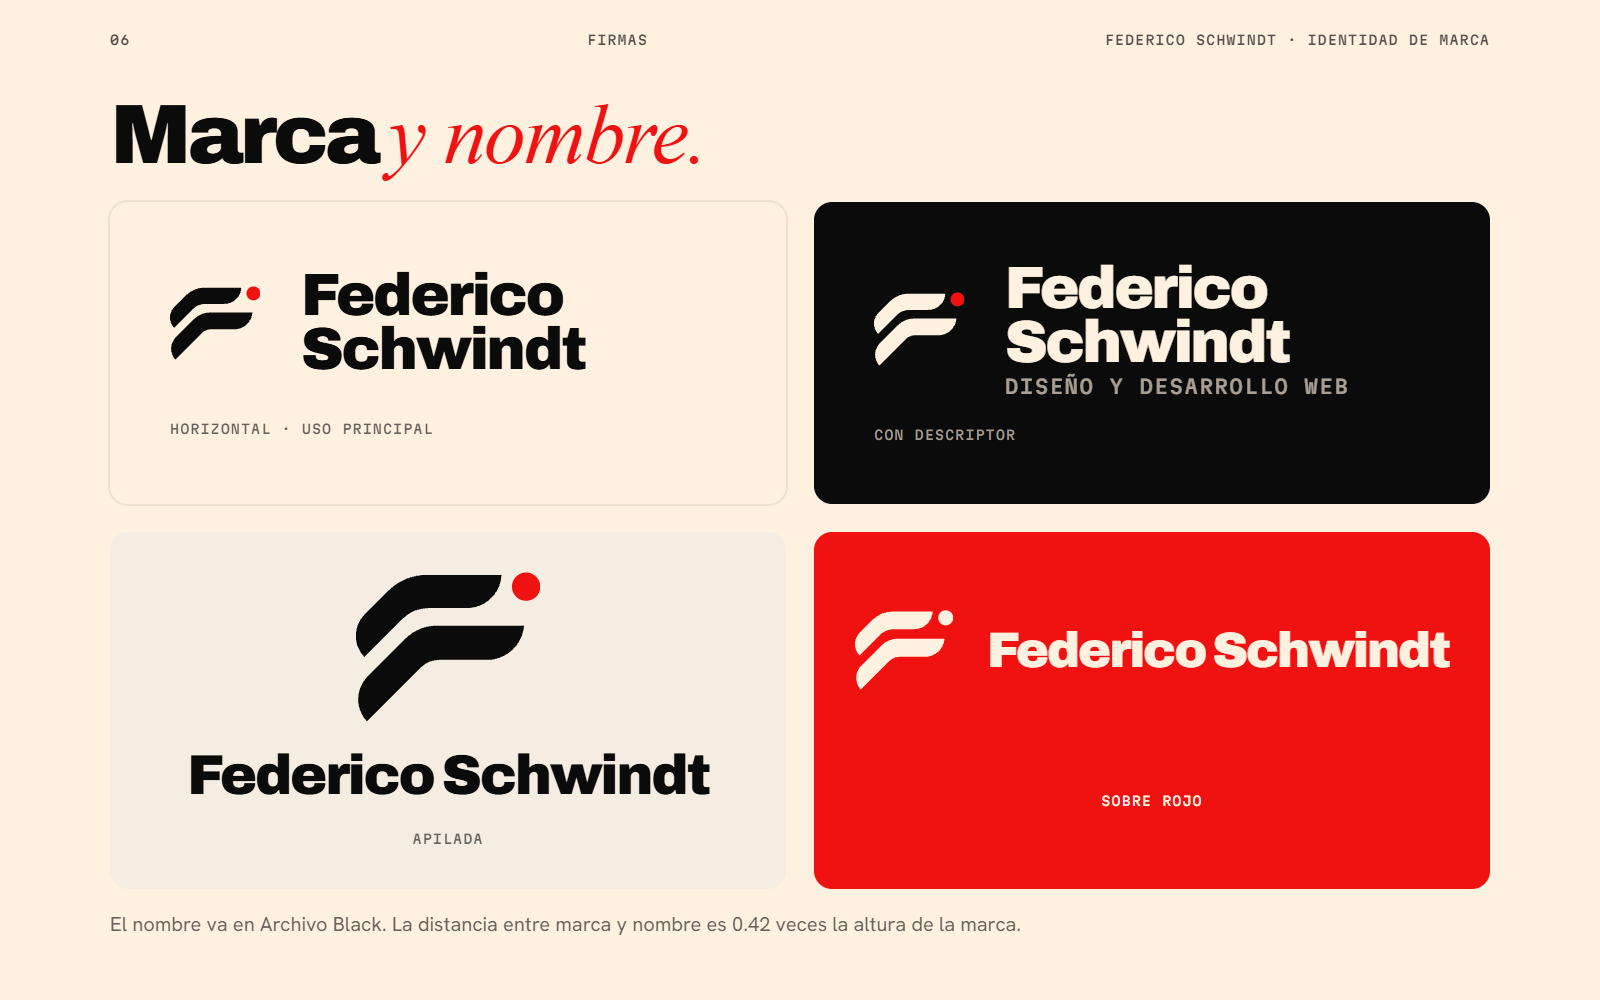 06
FIRMAS
FEDERICO SCHWINDT · IDENTIDAD DE MARCA
Marca y nombre.
Federico
Schwindt
HORIZONTAL · USO PRINCIPAL
Federico
Schwindt
DISEÑO Y DESARROLLO WEB
CON DESCRIPTOR
Federico Schwindt
APILADA
Federico Schwindt
SOBRE ROJO
El nombre va en Archivo Black. La distancia entre marca y nombre es 0.42 veces la altura de la marca.